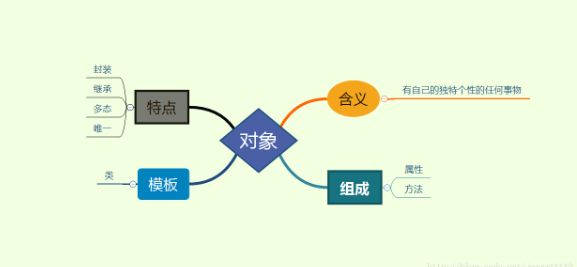 对象
特点
封装
继承
多态
唯一
模板
类
含义
有自己的独特个性的任何事物
组成
属性
方法